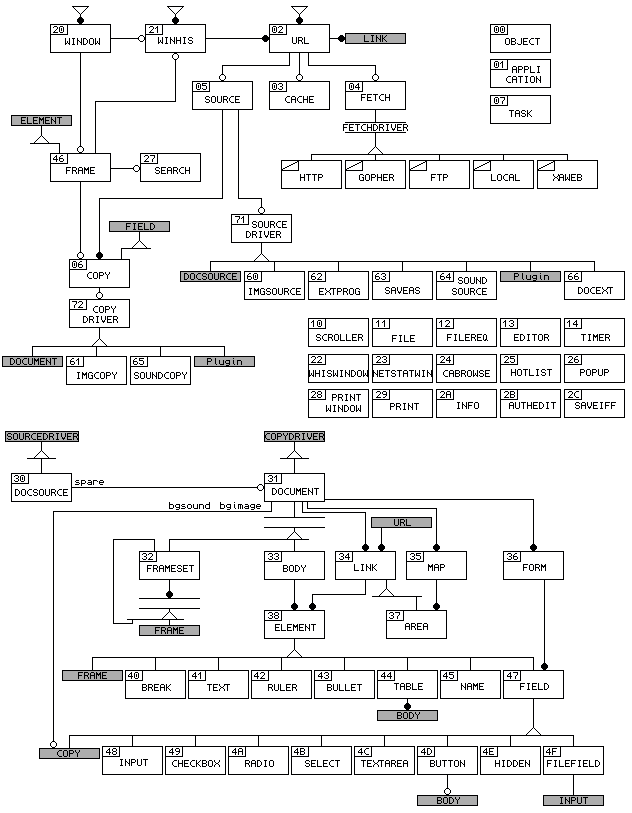 20
WINDOW
21
WINHIS
02
URL
LINK
00
OBJECT
01
APPLI
CATION
07
TASK
05
SOURCE
03
CACHE
04
FETCH
ELEMENT
FETCHDRIVER
46
FRAME
27
SEARCH
HTTP
GOPHER
FTP
LOCAL
XAWEB
FIELD
71
SOURCE
DRIVER
06
COPY
DOCSOURCE
60
IMGSOURCE
62
EXTPROG
63
SAVEAS
64
SOUND
SOURCE
Plugin
66
DOCEXT
72
COPY
DRIVER
10
SCROLLER
11
FILE
12
FILEREQ
13
EDITOR
14
TIMER
DOCUMENT
61
IMGCOPY
65
SOUNDCOPY
Plugin
22
WHISWINDOW
23
NETSTATWIN
24
CABROWSE
25
HOTLIST
26
POPUP
28
PRINT
WINDOW
29
PRINT
2A
INFO
2B
AUTHEDIT
2C
SAVEIFF
SOURCEDRIVER
COPYDRIVER
30
DOCSOURCE
spare
31
DOCUMENT
bgsound bgimage
URL
32
FRAMESET
33
BODY
34
LINK
35
MAP
36
FORM
FRAME
38
ELEMENT
37
AREA
FRAME
40
BREAK
41
TEXT
42
RULER
43
BULLET
44
TABLE
45
NAME
47
FIELD
BODY
COPY
48
INPUT
49
CHECKBOX
4A
RADIO
4B
SELECT
4C
TEXTAREA
4D
BUTTON
4E
HIDDEN
4F
FILEFIELD
BODY
INPUT